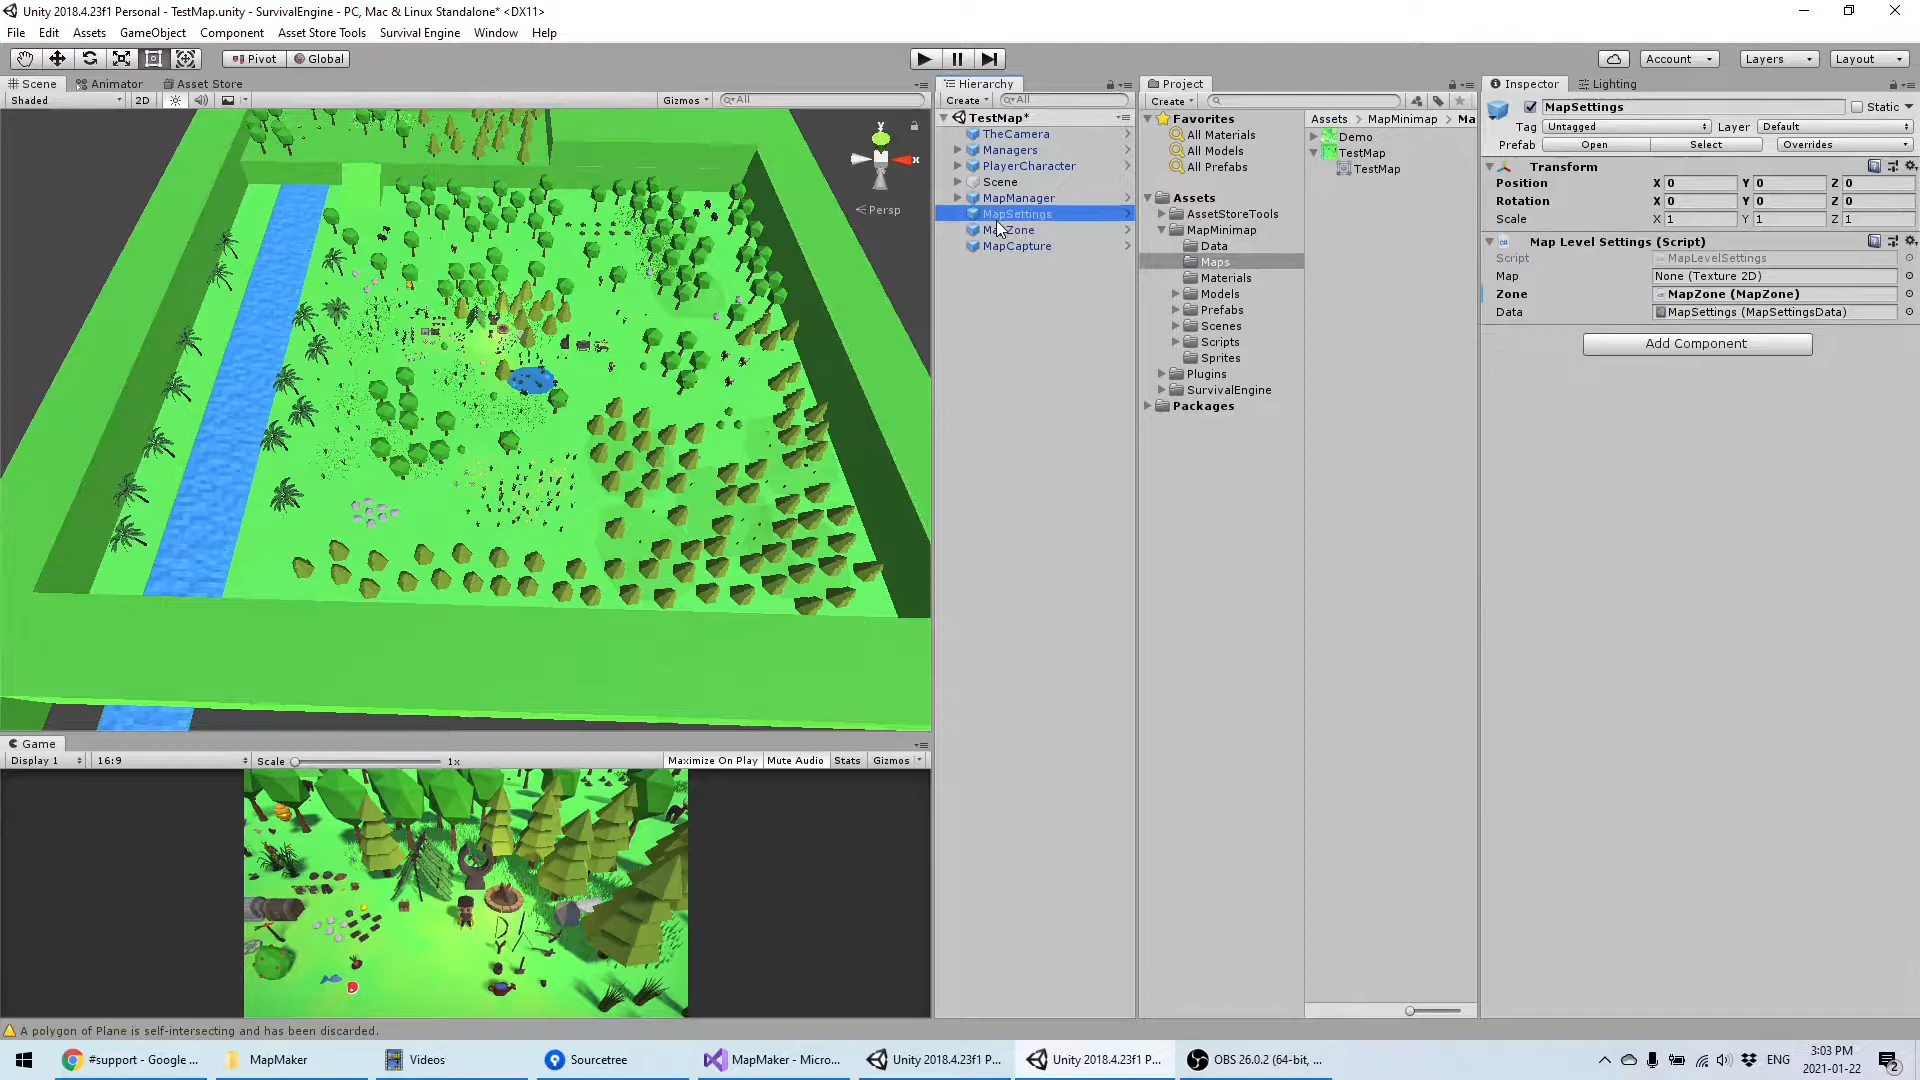 Unity 2018.4.23f1 Personal - TestMap.unity - SurvivalEngine - PC, Mac & Linux Standalone* <DX11>
File Edit Assets GameObject Component Asset Store Tools Survival Engine Window Help
Pivot Global Account Layers Layout
Scene Animator Asset Store
Shaded 2D Gizmos All
y
x
Persp
Hierarchy
Create All
TestMap*
TheCamera
Managers
PlayerCharacter
Scene
MapManager
MapSettings
MapZone
MapCapture
Project
Create
Favorites
All Materials
All Models
All Prefabs
Assets
AssetStoreTools
MapMinimap
Data
Maps
Materials
Models
Prefabs
Scenes
Scripts
Sprites
Plugins
SurvivalEngine
Packages
Assets MapMinimap Ma
Demo
TestMap
TestMap
Inspector Lighting
MapSettings Static
Tag Untagged Layer Default
Prefab Open Select Overrides
Transform
Position X 0 Y 0 Z 0
Rotation X 0 Y 0 Z 0
Scale X 1 Y 1 Z 1
Map Level Settings (Script)
Script MapLevelSettings
Map None (Texture 2D)
Zone MapZone (MapZone)
Data MapSettings (MapSettingsData)
Add Component
Game
Display 1 16:9 Scale 1x Maximize On Play Mute Audio Stats Gizmos
A polygon of Plane is self-intersecting and has been discarded.
#support - Google ... MapMaker Videos Sourcetree MapMaker - Micro... Unity 2018.4.23f1 P... Unity 2018.4.23f1 P... OBS 26.0.2 (64-bit, ... ENG
3:03 PM
2021-01-22
2